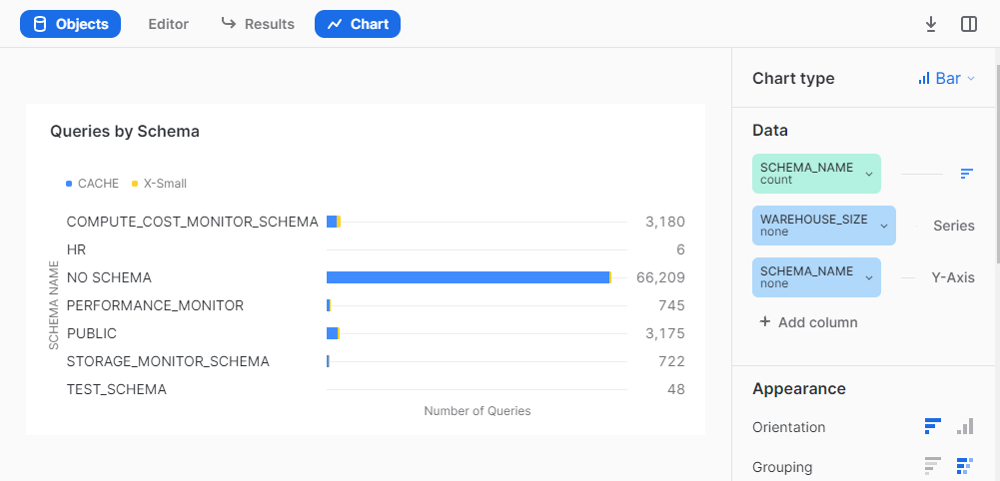 Objects Editor Results Chart
Queries by Schema
CACHE X-Small
SCHEMA NAME
COMPUTE_COST_MONITOR_SCHEMA 3,180
HR 6
NO SCHEMA 66,209
PERFORMANCE_MONITOR 745
PUBLIC 3,175
STORAGE_MONITOR_SCHEMA 722
TEST_SCHEMA 48
Number of Queries
Chart type Bar
Data
SCHEMA_NAME
count
WAREHOUSE_SIZE
none
Series
SCHEMA_NAME
none
Y-Axis
+ Add column
Appearance
Orientation
Grouping